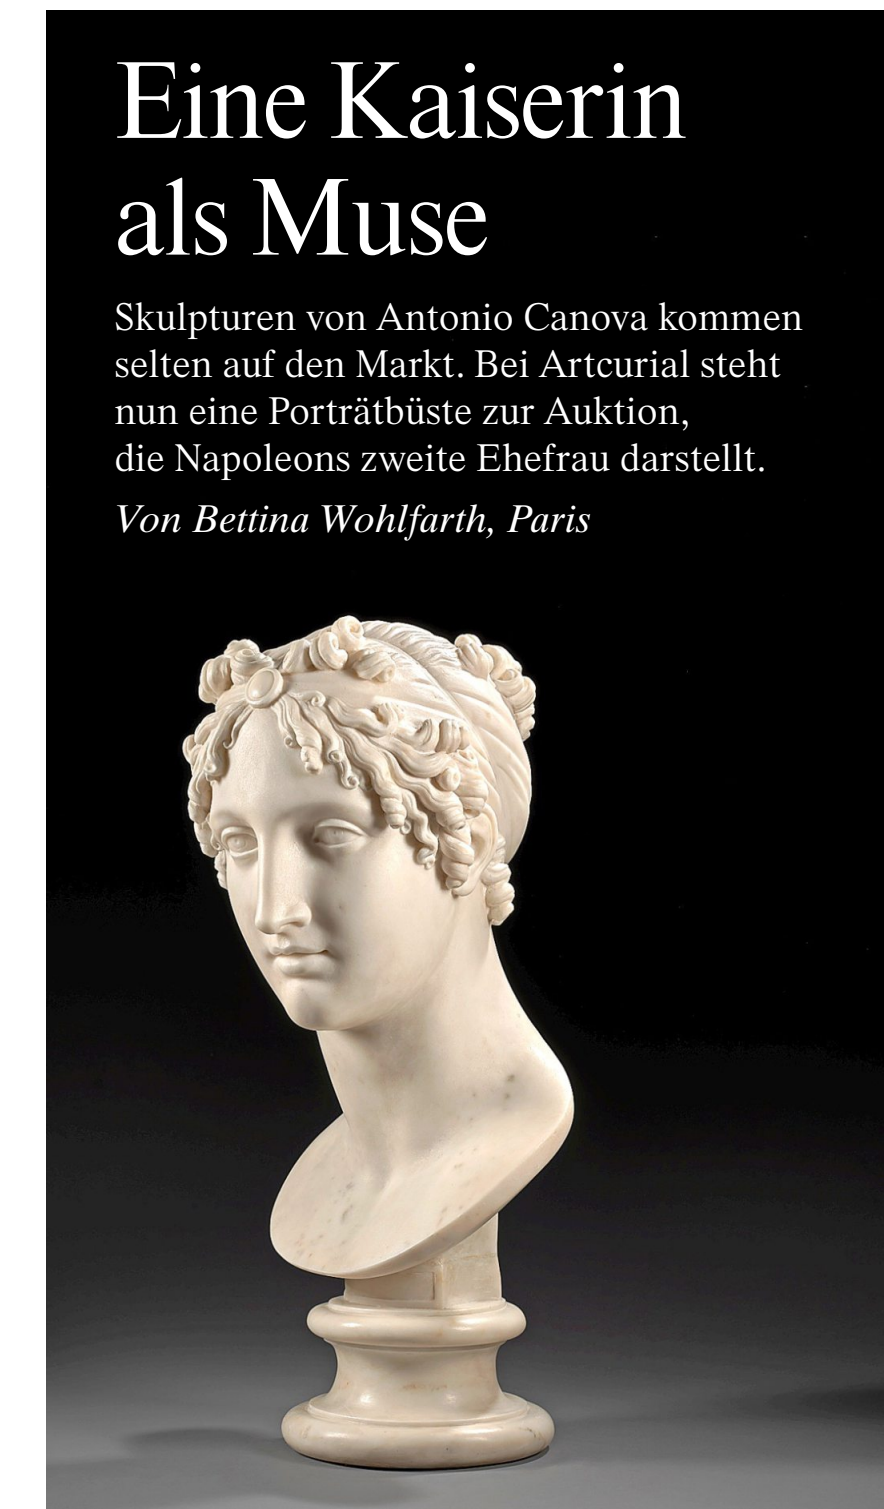 Eine Kaiserin
als Muse
Skulpturen von Antonio Canova kommen
selten auf den Markt. Bei Artcurial steht
nun eine Porträtbüste zur Auktion,
die Napoleons zweite Ehefrau darstellt.
Von Bettina Wohlfarth, Paris